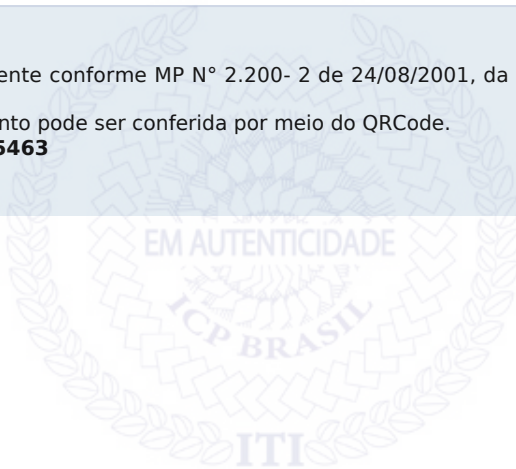 ente conforme MP N° 2.200- 2 de 24/08/2001, da
nto pode ser conferida por meio do QRCode.
5463
EM AUTENTICIDADE
ICP BRASIL
ITI